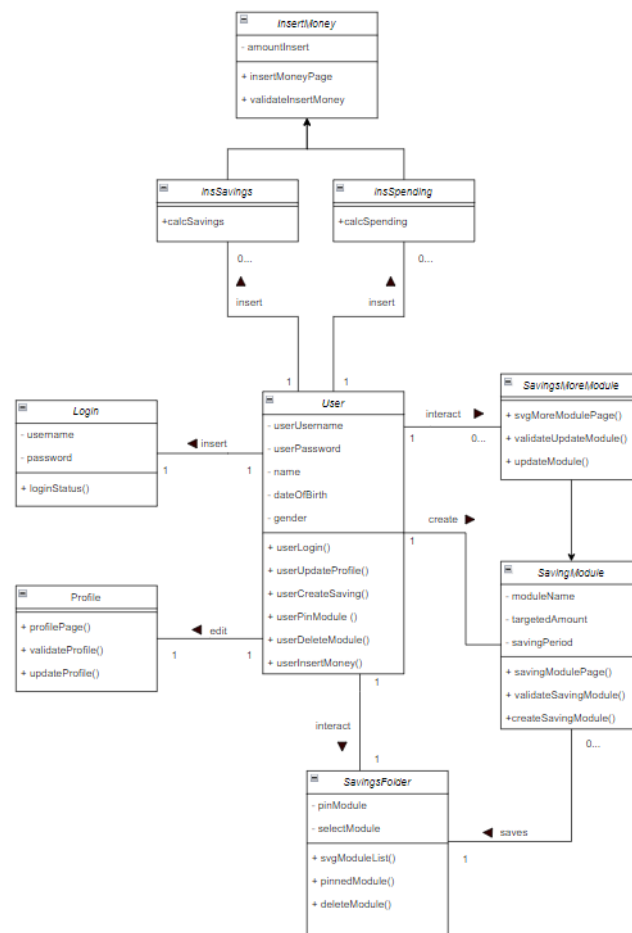 InsertMoney
- amountInsert
+ insertMoneyPage
+ validateInsertMoney
InsSavings
+calcSavings
InsSpending
+calcSpending
0...
0...
insert
insert
1
1
Login
- username
- password
+ loginStatus()
insert
1
1
User
- userUsername
- userPassword
- name
- dateOfBirth
- gender
+ userLogin()
+ userUpdateProfile()
+ userCreateSaving()
+ userPinModule ()
+ userDeleteModule()
+ userInsertMoney()
interact
1
0...
SavingsMoreModule
+ svgMoreModulePage()
+ validateUpdateModule()
+ updateModule()
create
1
Profile
+ profilePage()
+ validateProfile()
+ updateProfile()
edit
1
1
SavingModule
- moduleName
- targetedAmount
- savingPeriod
+ savingModulePage()
+ validateSavingModule()
+createSavingModule()
1
interact
1
0...
saves
1
SavingsFolder
- pinModule
- selectModule
+ svgModuleList()
+ pinnedModule()
+ deleteModule()